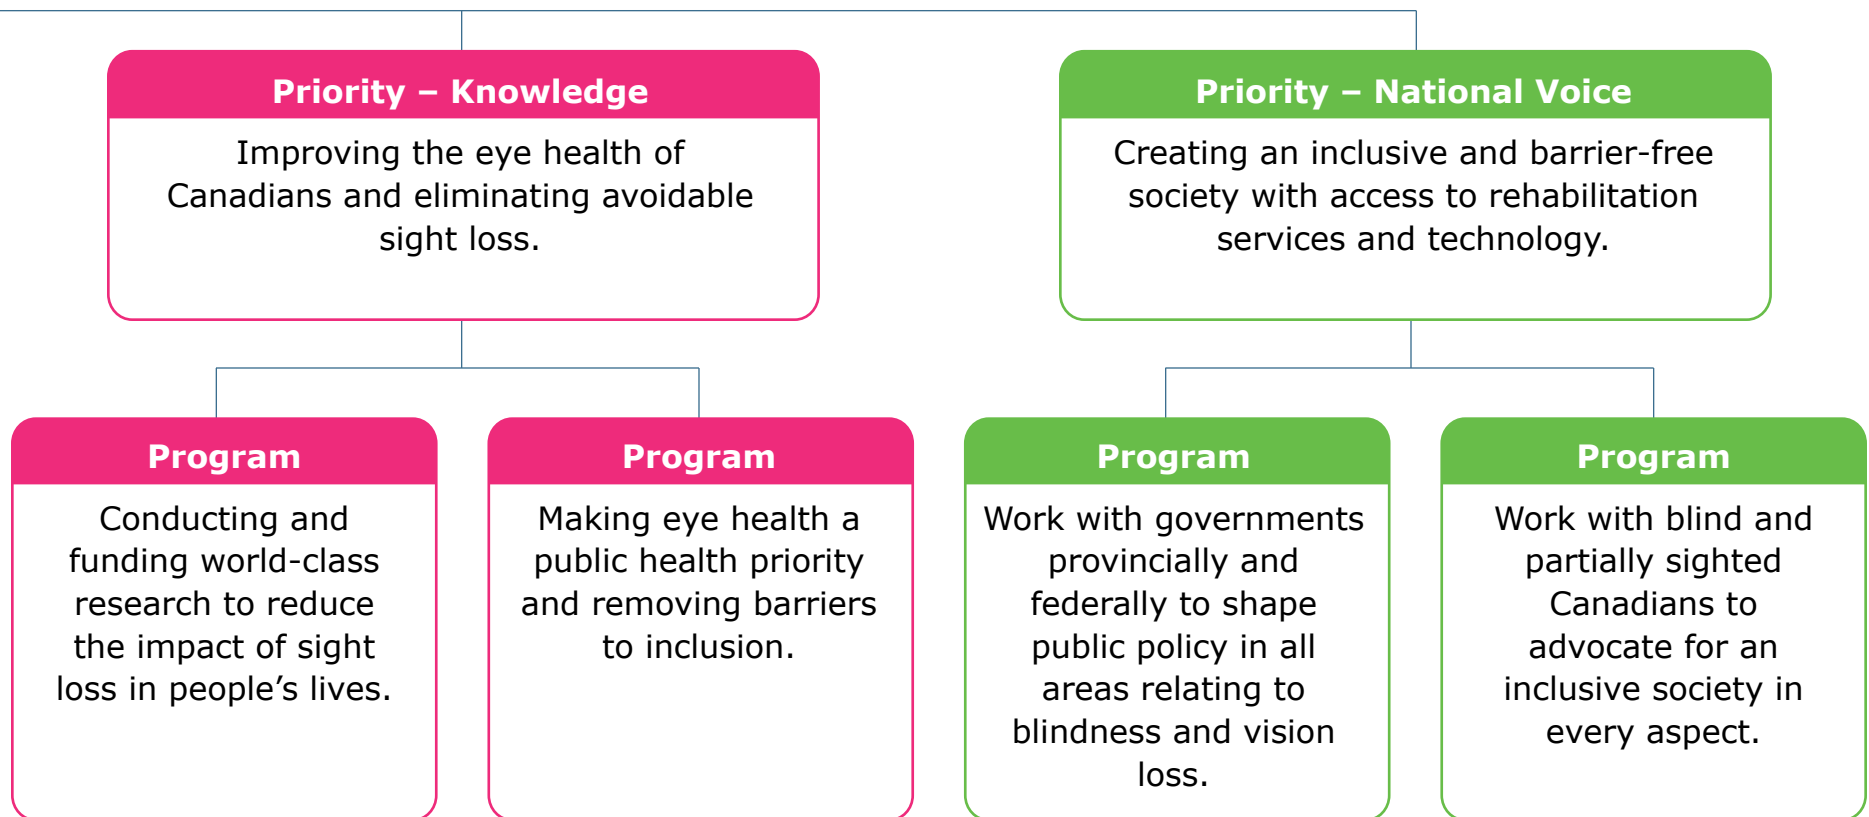 Priority – Knowledge
Improving the eye health of
Canadians and eliminating avoidable
sight loss.
Priority – National Voice
Creating an inclusive and barrier-free
society with access to rehabilitation
services and technology.
Program
Conducting and
funding world-class
research to reduce
the impact of sight
loss in people’s lives.
Program
Making eye health a
public health priority
and removing barriers
to inclusion.
Program
Work with governments
provincially and
federally to shape
public policy in all
areas relating to
blindness and vision
loss.
Program
Work with blind and
partially sighted
Canadians to
advocate for an
inclusive society in
every aspect.